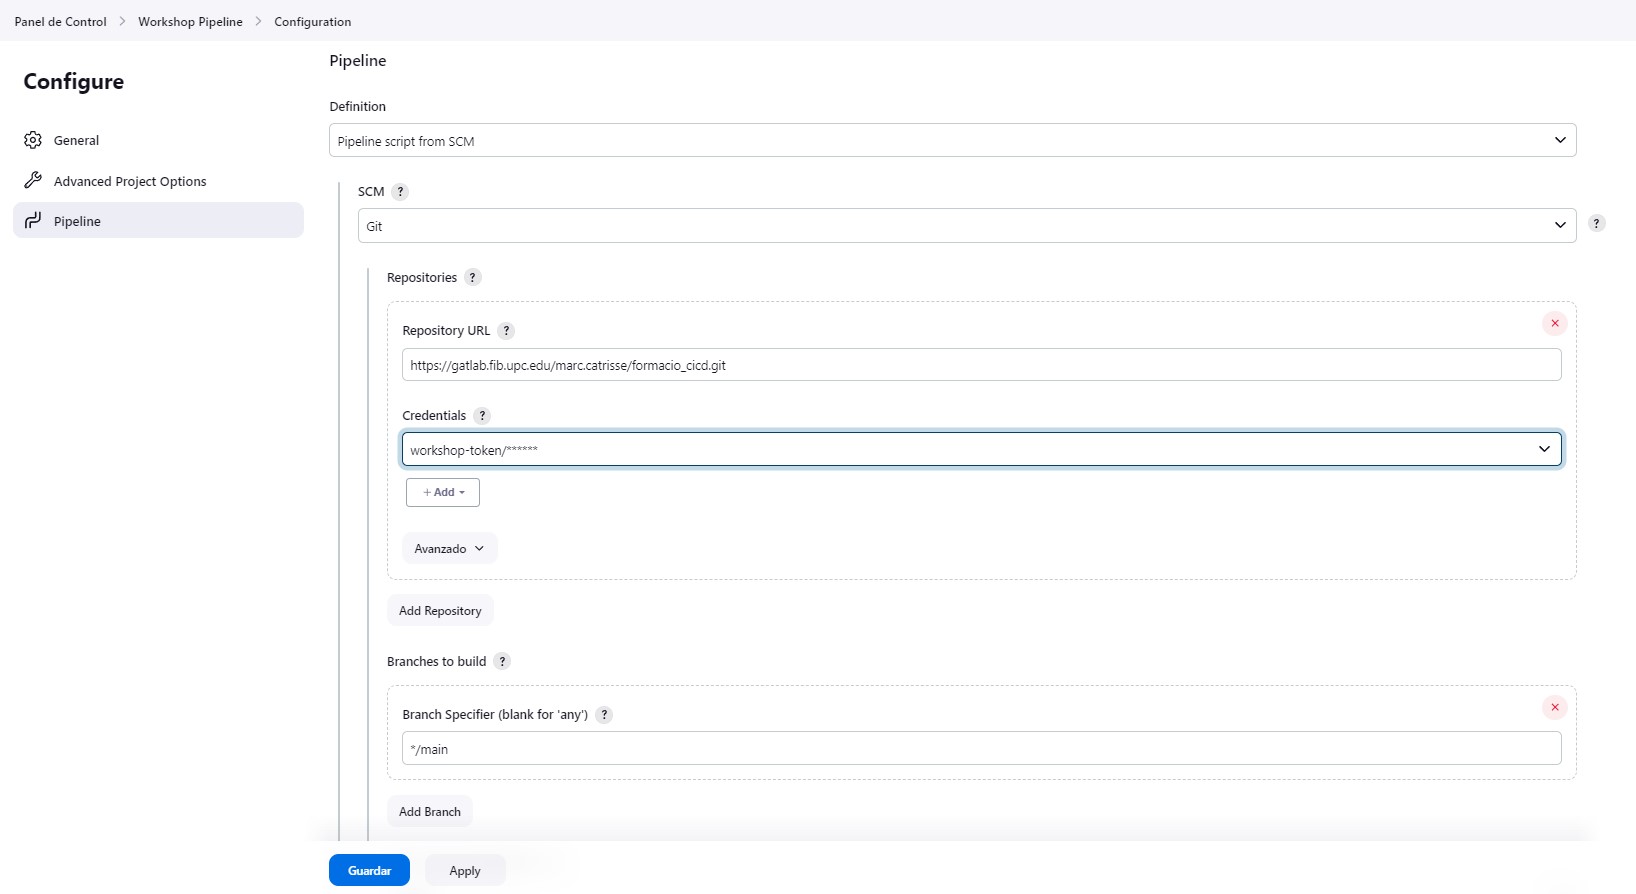 Panel de Control > Workshop Pipeline > Configuration
Configure
General
Advanced Project Options
Pipeline
Pipeline
Definition
Pipeline script from SCM
SCM ?
Git
?
Repositories ?
Repository URL ?
https://gatlab.fib.upc.edu/marc.catrisse/formacio_cicd.git
Credentials ?
workshop-token/******
+ Add
Avanzado
Add Repository
Branches to build ?
Branch Specifier (blank for 'any') ?
*/main
Add Branch
Guardar Apply